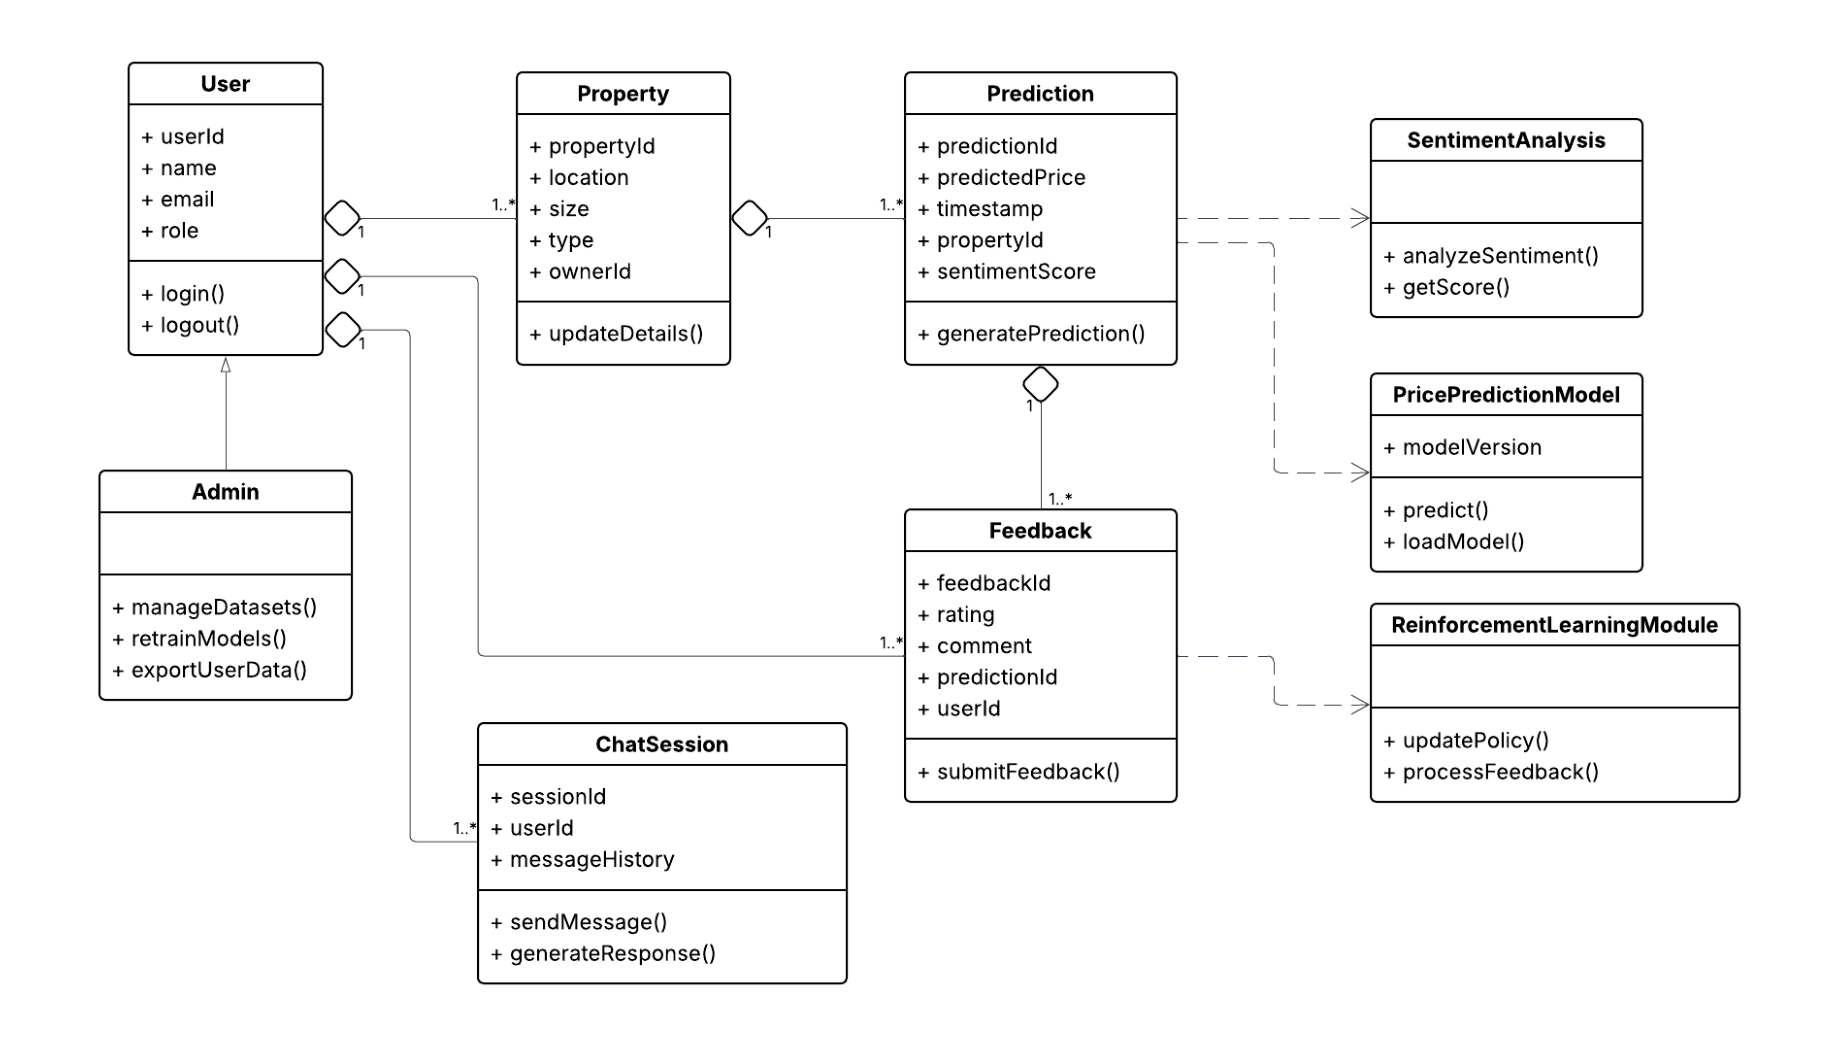 User
+ userId
+ name
+ email
+ role
+ login()
+ logout()
1
1
1
1..*
Property
+ propertyId
+ location
+ size
+ type
+ ownerId
+ updateDetails()
1
1..*
Prediction
+ predictionId
+ predictedPrice
+ timestamp
+ propertyId
+ sentimentScore
+ generatePrediction()
1
1..*
SentimentAnalysis
+ analyzeSentiment()
+ getScore()
PricePredictionModel
+ modelVersion
+ predict()
+ loadModel()
Admin
+ manageDatasets()
+ retrainModels()
+ exportUserData()
1..*
Feedback
+ feedbackId
+ rating
+ comment
+ predictionId
+ userId
+ submitFeedback()
ReinforcementLearningModule
+ updatePolicy()
+ processFeedback()
1..*
ChatSession
+ sessionId
+ userId
+ messageHistory
+ sendMessage()
+ generateResponse()